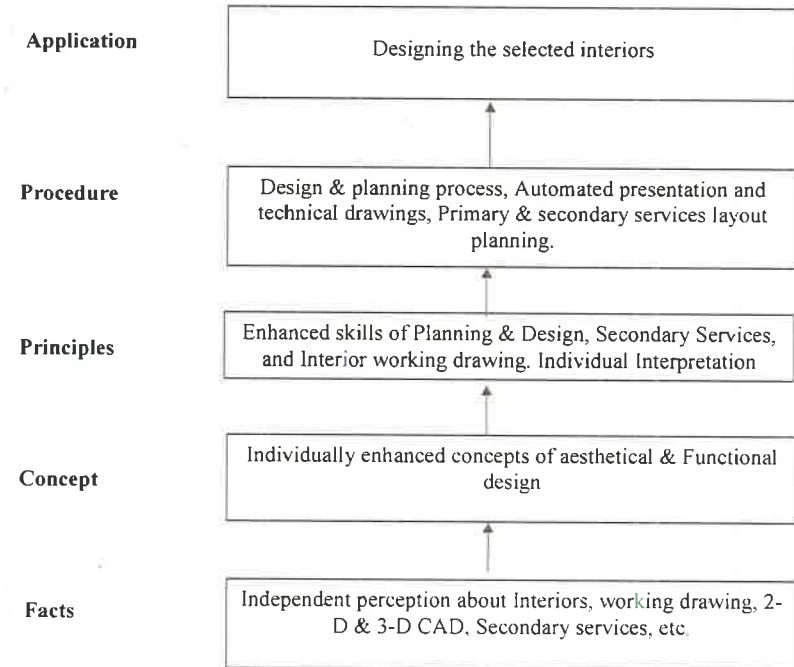 Application
Designing the selected interiors
Procedure
Design & planning process, Automated presentation and
technical drawings, Primary & secondary services layout
planning.
Principles
Enhanced skills of Planning & Design, Secondary Services,
and Interior working drawing. Individual Interpretation
Concept
Individually enhanced concepts of aesthetical & Functional
design
Facts
Independent perception about Interiors, working drawing, 2-
D & 3-D CAD, Secondary services, etc.